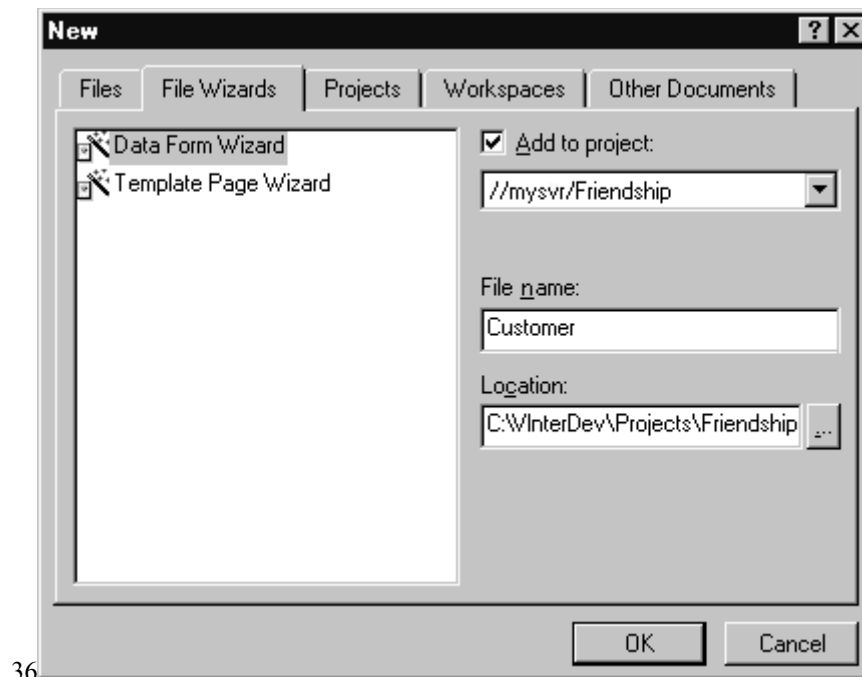 New
Files File Wizards Projects Workspaces Other Documents
Data Form Wizard
Template Page Wizard
Add to project:
//mysvr/Friendship
File name:
Customer
Location:
C:\VInterDev\Projects\Friendship ...
OK Cancel
36